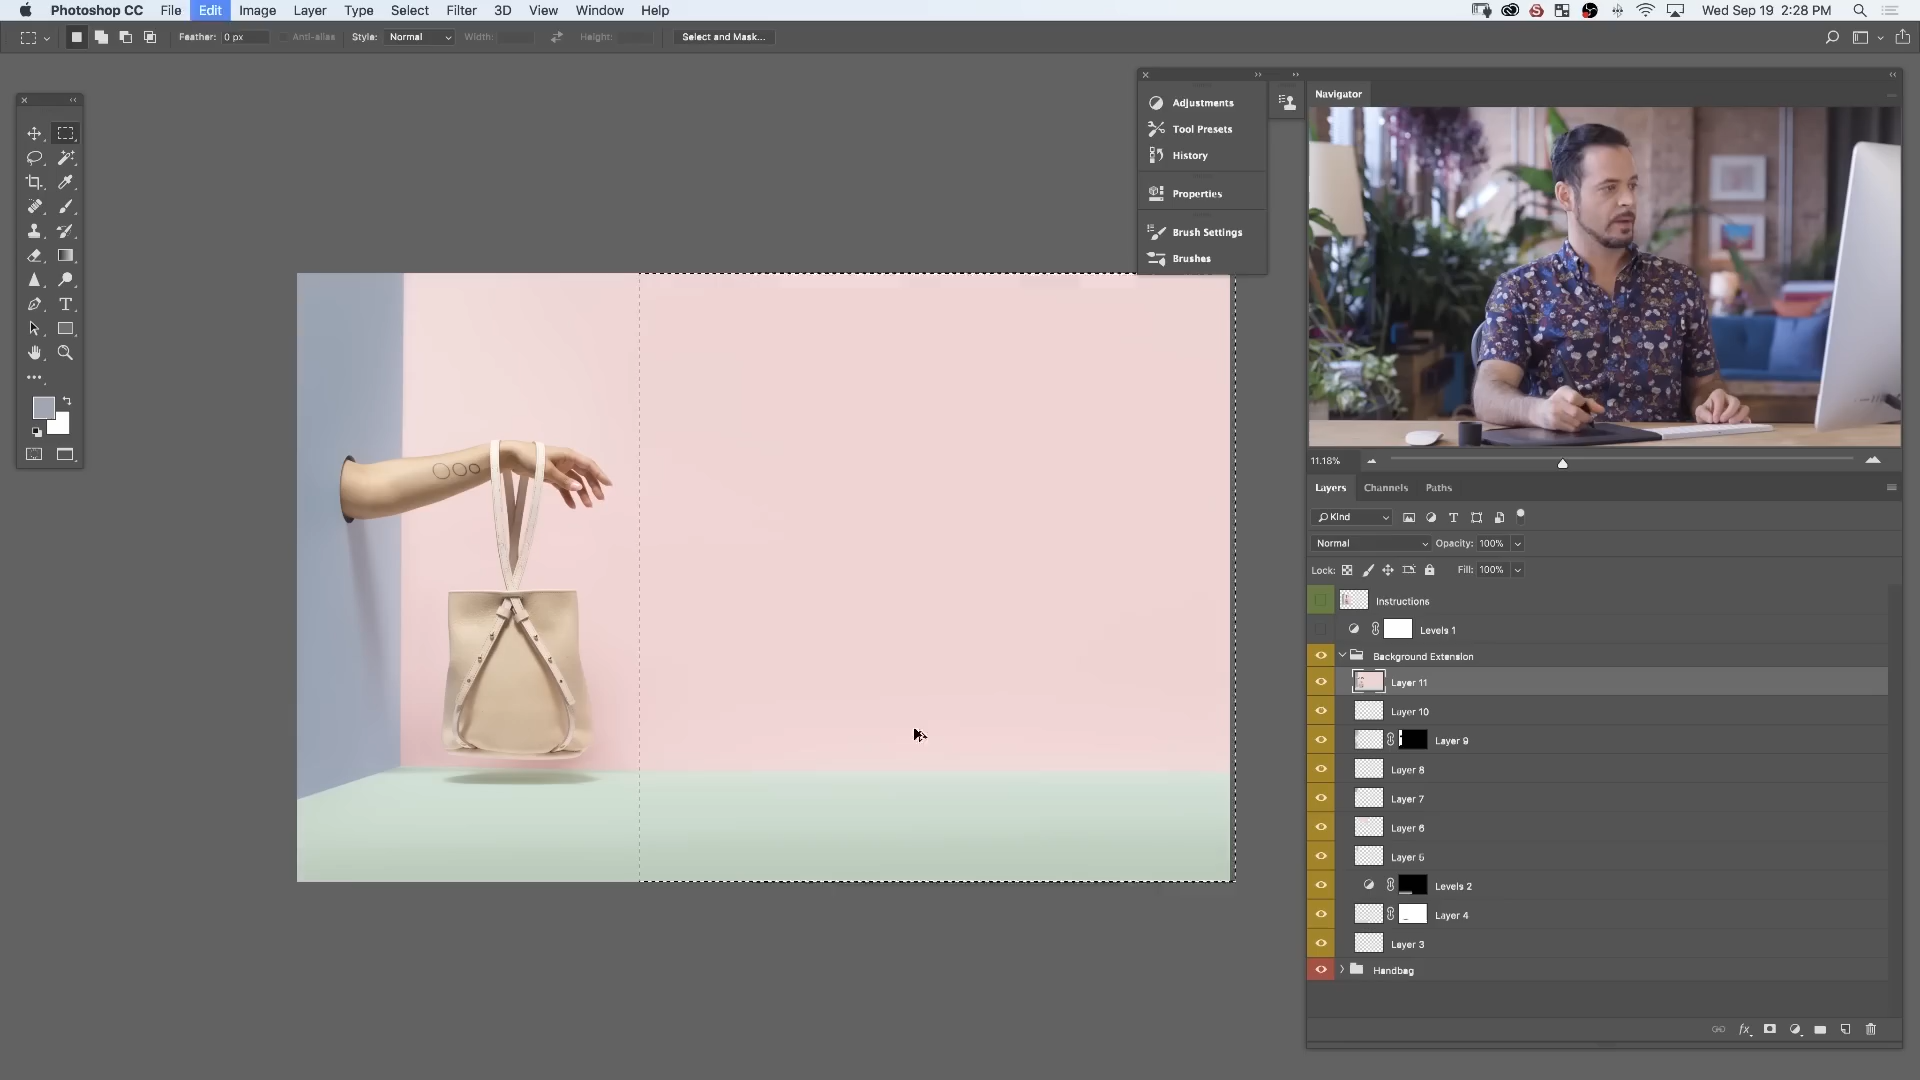 Photoshop CC File Edit Image Layer Type Select Filter 3D View Window Help Wed Sep 19 2:28 PM
Feather: 0 px Anti-alias Style: Normal Width: Height: Select and Mask...
Adjustments
Tool Presets
History
Properties
Brush Settings
Brushes
Navigator
11.18%
Layers Channels Paths
Kind
Normal Opacity: 100%
Lock: Fill: 100%
Instructions
Levels 1
Background Extension
Layer 11
Layer 10
Layer 9
Layer 8
Layer 7
Layer 6
Layer 5
Levels 2
Layer 4
Layer 3
Handbag
fx